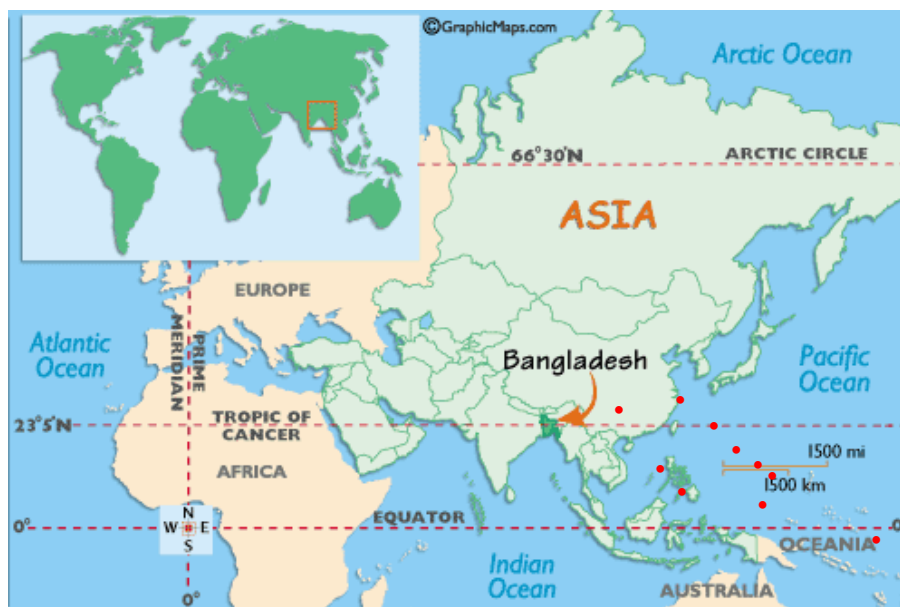 ©GraphicMaps.com
Arctic Ocean
66°30'N
ARCTIC CIRCLE
ASIA
EUROPE
Atlantic
Ocean
PRIME
MERIDIAN
Bangladesh
Pacific
Ocean
TROPIC OF
CANCER
23°5'N
AFRICA
1500 mi
1500 km
0°
EQUATOR
0°
N
W E
S
OCEANIA
Indian
Ocean
AUSTRALIA
0°